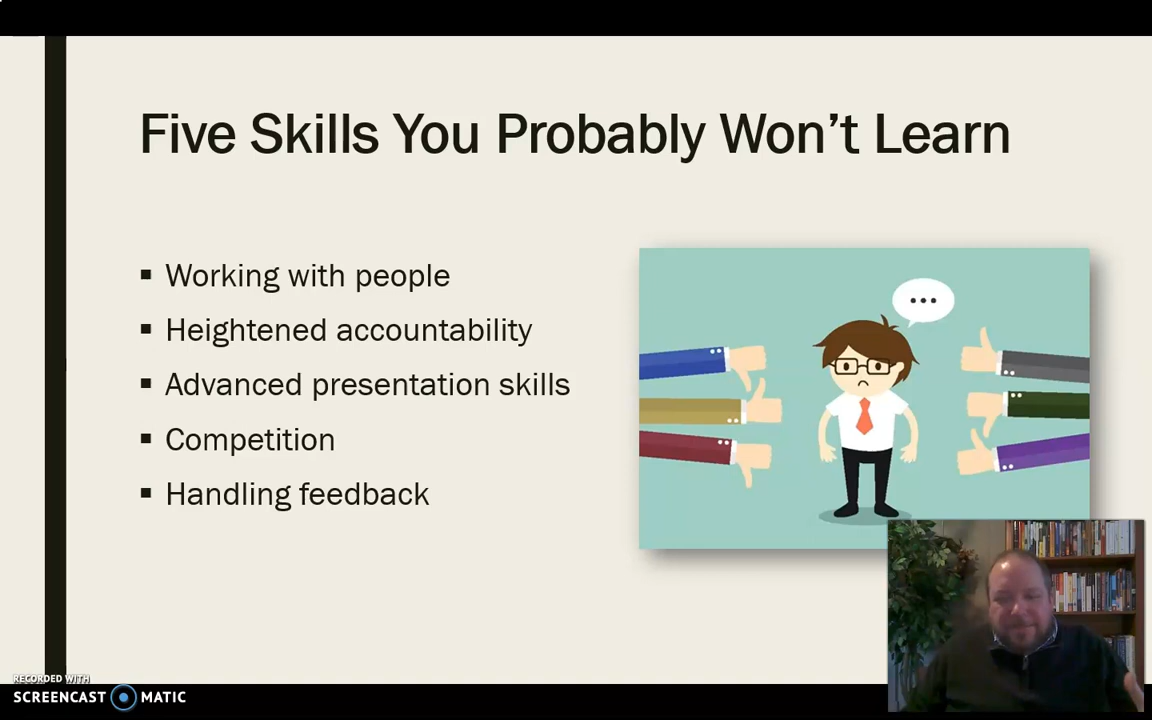 Five Skills You Probably Won't Learn
▪ Working with people
▪ Heightened accountability
▪ Advanced presentation skills
▪ Competition
▪ Handling feedback
RECORDED WITH
SCREENCAST MATIC